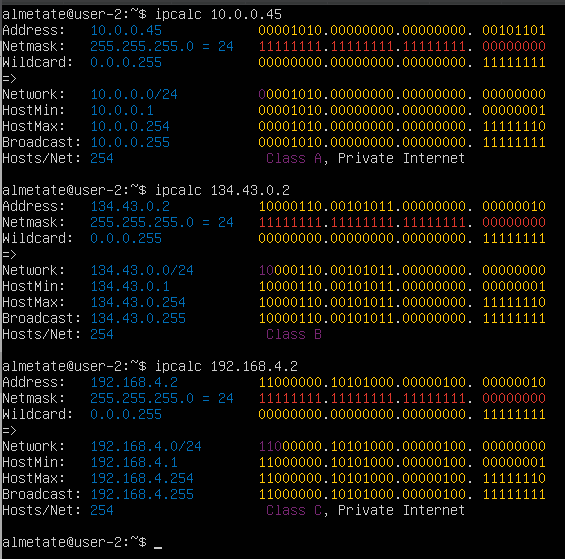 almetate@user-2:~$ ipcalc 10.0.0.45
Address:   10.0.0.45            00001010.00000000.00000000. 00101101
Netmask:   255.255.255.0 = 24   11111111.11111111.11111111. 00000000
Wildcard:  0.0.0.255            00000000.00000000.00000000. 11111111
=>
Network:   10.0.0.0/24          00001010.00000000.00000000. 00000000
HostMin:   10.0.0.1             00001010.00000000.00000000. 00000001
HostMax:   10.0.0.254           00001010.00000000.00000000. 11111110
Broadcast: 10.0.0.255           00001010.00000000.00000000. 11111111
Hosts/Net: 254                   Class A, Private Internet

almetate@user-2:~$ ipcalc 134.43.0.2
Address:   134.43.0.2           10000110.00101011.00000000. 00000010
Netmask:   255.255.255.0 = 24   11111111.11111111.11111111. 00000000
Wildcard:  0.0.0.255            00000000.00000000.00000000. 11111111
=>
Network:   134.43.0.0/24        10000110.00101011.00000000. 00000000
HostMin:   134.43.0.1           10000110.00101011.00000000. 00000001
HostMax:   134.43.0.254         10000110.00101011.00000000. 11111110
Broadcast: 134.43.0.255         10000110.00101011.00000000. 11111111
Hosts/Net: 254                   Class B

almetate@user-2:~$ ipcalc 192.168.4.2
Address:   192.168.4.2          11000000.10101000.00000100. 00000010
Netmask:   255.255.255.0 = 24   11111111.11111111.11111111. 00000000
Wildcard:  0.0.0.255            00000000.00000000.00000000. 11111111
=>
Network:   192.168.4.0/24       11000000.10101000.00000100. 00000000
HostMin:   192.168.4.1          11000000.10101000.00000100. 00000001
HostMax:   192.168.4.254        11000000.10101000.00000100. 11111110
Broadcast: 192.168.4.255        11000000.10101000.00000100. 11111111
Hosts/Net: 254                   Class C, Private Internet

almetate@user-2:~$ _